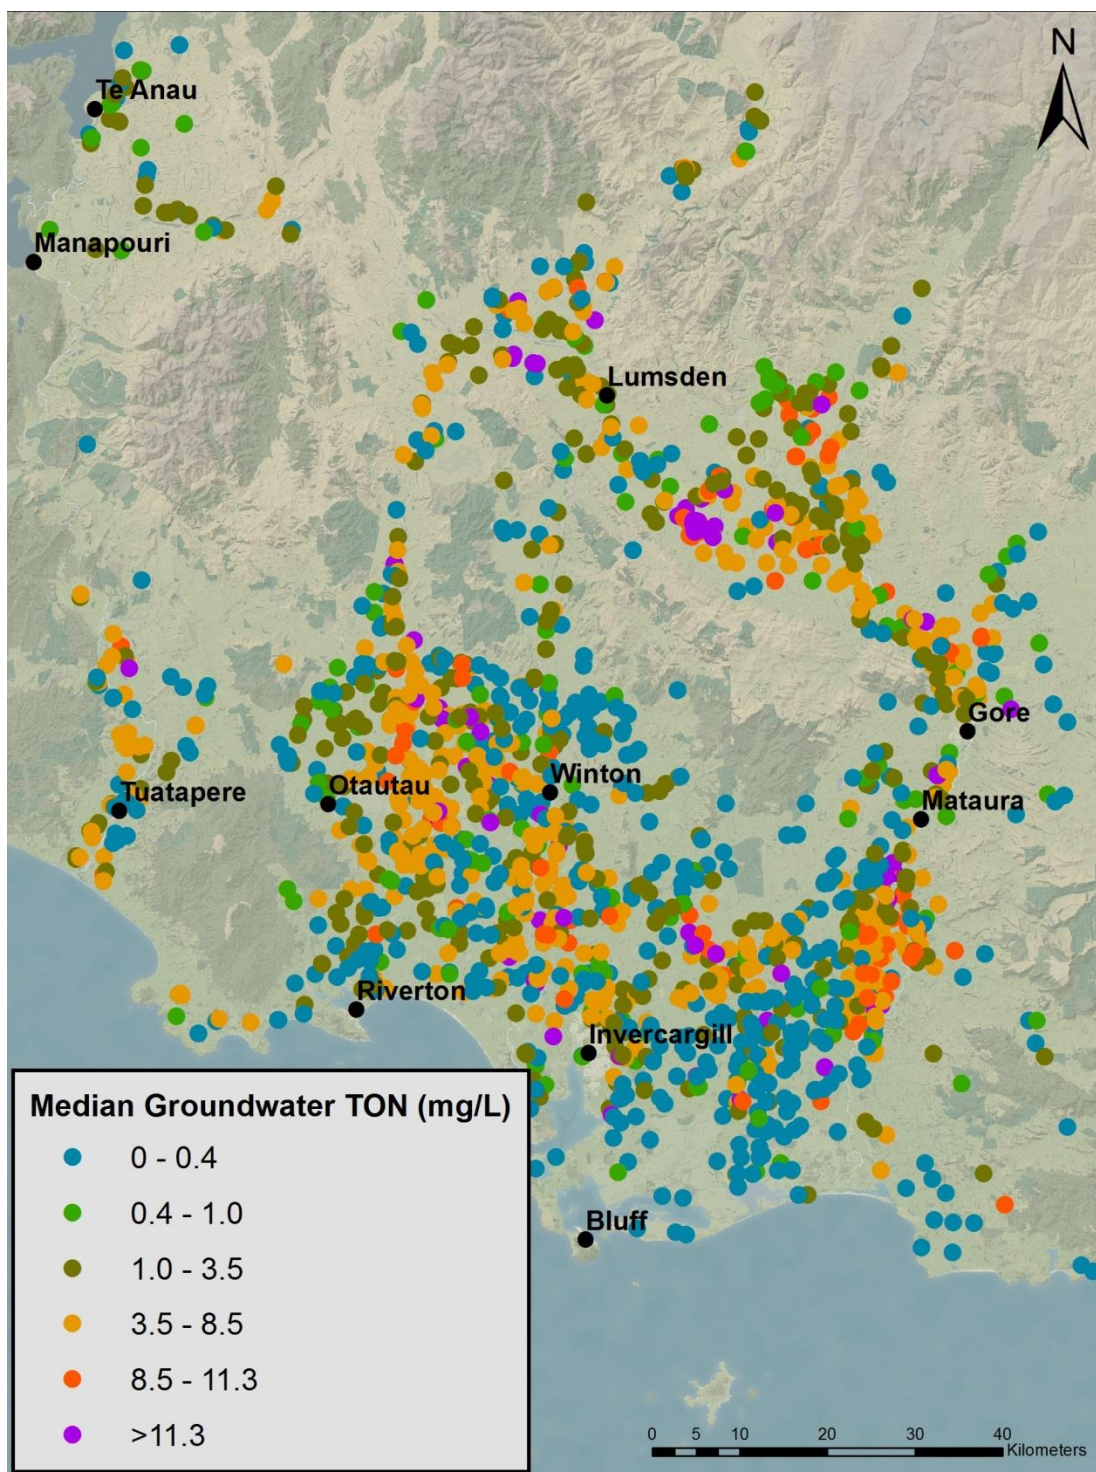 N
Te Anau
Manapouri
Lumsden
Gore
Winton
Otautau
Tuatapere
Mataura
Riverton
Invercargill
Bluff
Median Groundwater TON (mg/L)
0 - 0.4
0.4 - 1.0
1.0 - 3.5
3.5 - 8.5
8.5 - 11.3
>11.3
0 5 10 20 30 40
Kilometers